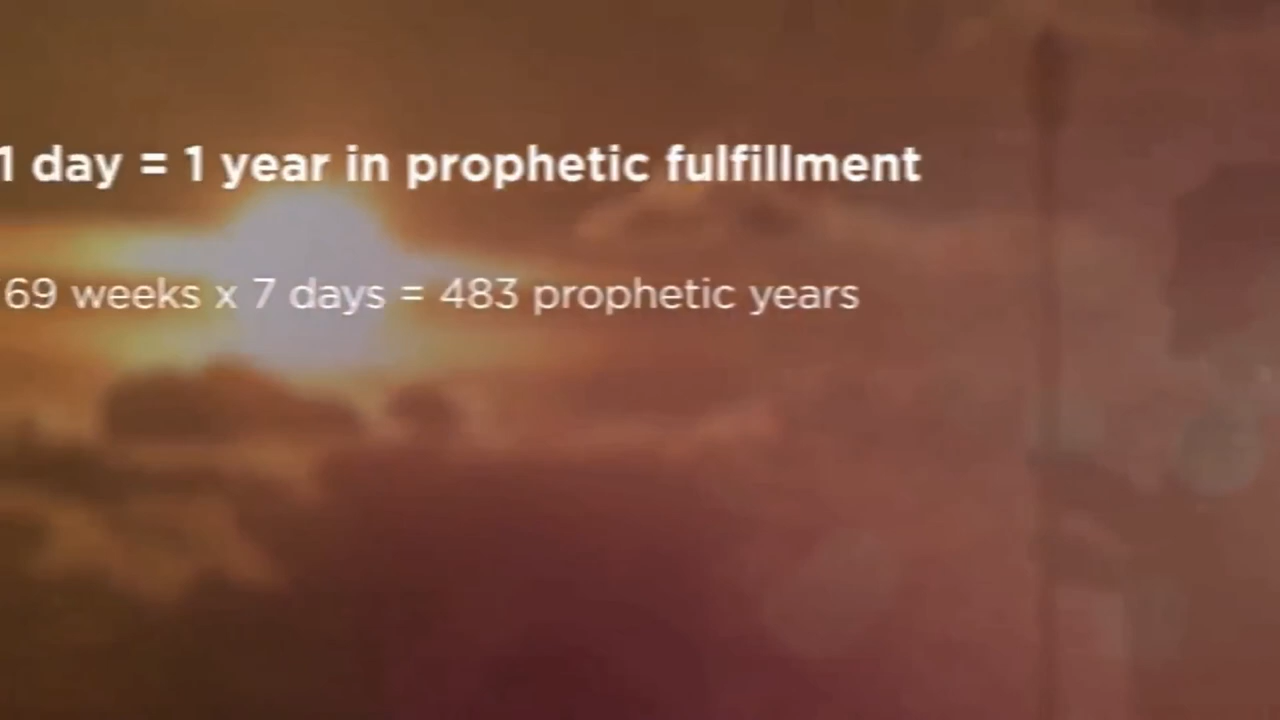 1 day = 1 year in prophetic fulfillment
69 weeks x 7 days = 483 prophetic years